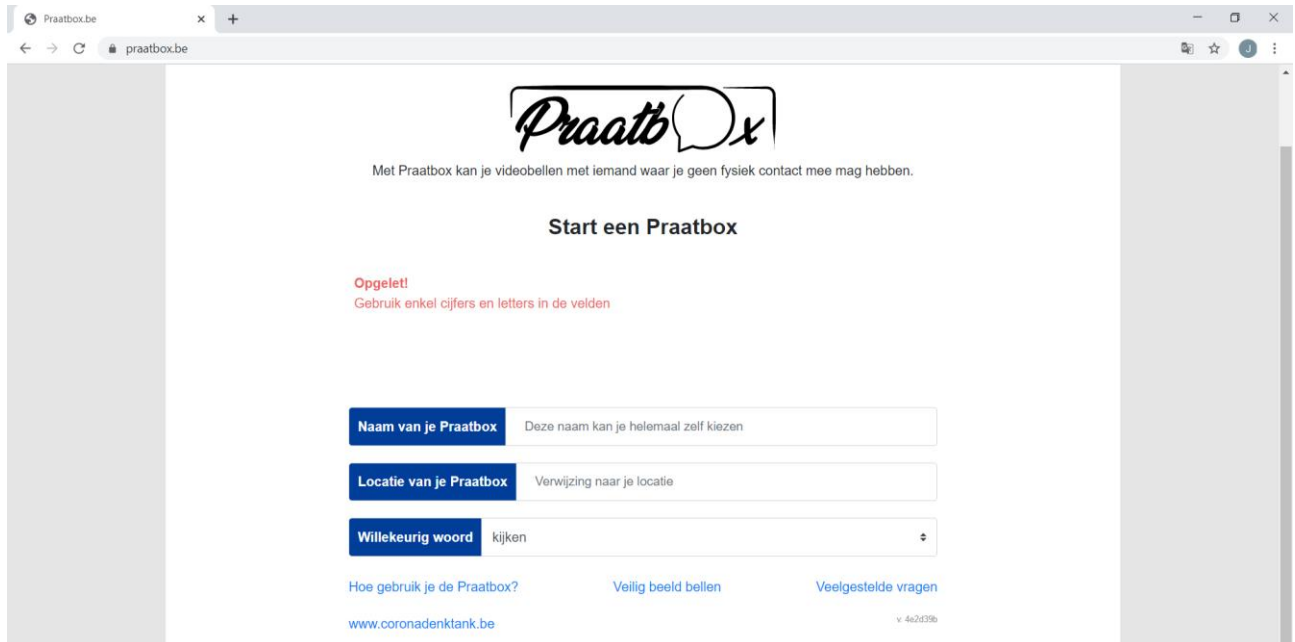 Praatbox.be
praatbox.be
J
Praatbox
Met Praatbox kan je videobellen met iemand waar je geen fysiek contact mee mag hebben.
Start een Praatbox
Opgelet!
Gebruik enkel cijfers en letters in de velden
Naam van je Praatbox Deze naam kan je helemaal zelf kiezen
Locatie van je Praatbox Verwijzing naar je locatie
Willekeurig woord kijken
Hoe gebruik je de Praatbox? Veilig beeld bellen Veelgestelde vragen
www.coronadenktank.be v. 4e2d39b